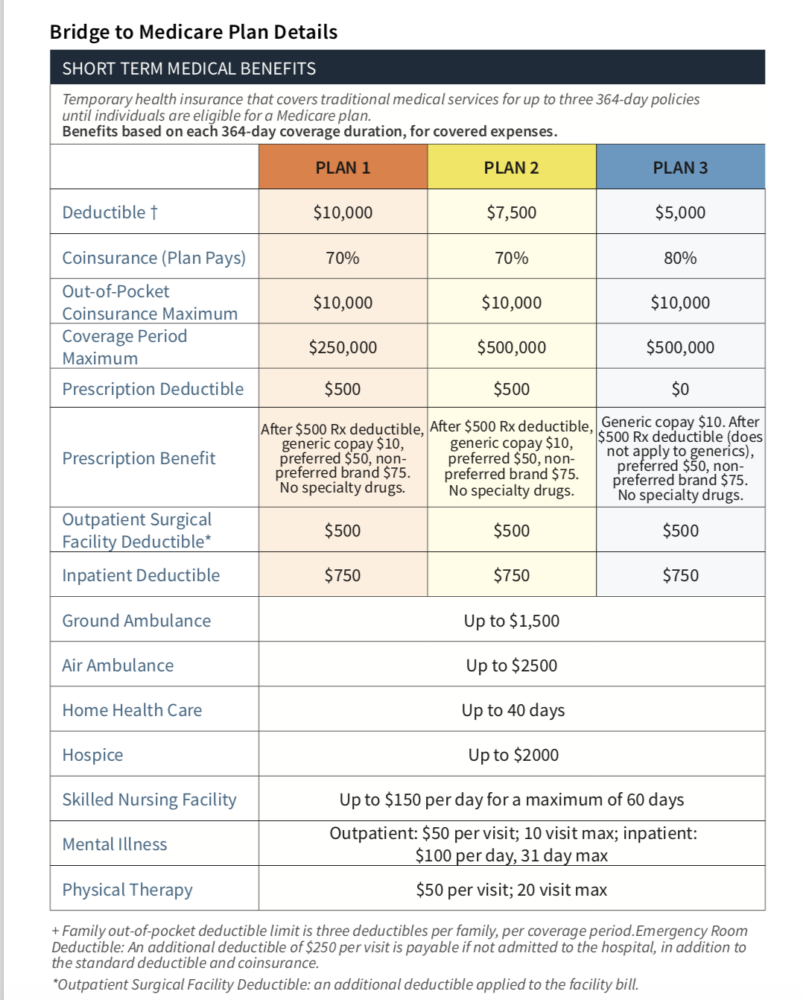 Bridge to Medicare Plan Details
SHORT TERM MEDICAL BENEFITS
Temporary health insurance that covers traditional medical services for up to three 364-day policies
until individuals are eligible for a Medicare plan.
Benefits based on each 364-day coverage duration, for covered expenses.
PLAN 1 PLAN 2 PLAN 3
Deductible † $10,000 $7,500 $5,000
Coinsurance (Plan Pays) 70% 70% 80%
Out-of-Pocket
Coinsurance Maximum $10,000 $10,000 $10,000
Coverage Period
Maximum $250,000 $500,000 $500,000
Prescription Deductible $500 $500 $0
Prescription Benefit
After $500 Rx deductible,
generic copay $10,
preferred $50, non-
preferred brand $75.
No specialty drugs.
After $500 Rx deductible,
generic copay $10,
preferred $50, non-
preferred brand $75.
No specialty drugs.
Generic copay $10. After
$500 Rx deductible (does
not apply to generics),
preferred $50, non-
preferred brand $75.
No specialty drugs.
Outpatient Surgical
Facility Deductible* $500 $500 $500
Inpatient Deductible $750 $750 $750
Ground Ambulance Up to $1,500
Air Ambulance Up to $2500
Home Health Care Up to 40 days
Hospice Up to $2000
Skilled Nursing Facility Up to $150 per day for a maximum of 60 days
Mental Illness
Outpatient: $50 per visit; 10 visit max; inpatient:
$100 per day, 31 day max
Physical Therapy $50 per visit; 20 visit max
+ Family out-of-pocket deductible limit is three deductibles per family, per coverage period.Emergency Room
Deductible: An additional deductible of $250 per visit is payable if not admitted to the hospital, in addition to
the standard deductible and coinsurance.
*Outpatient Surgical Facility Deductible: an additional deductible applied to the facility bill.